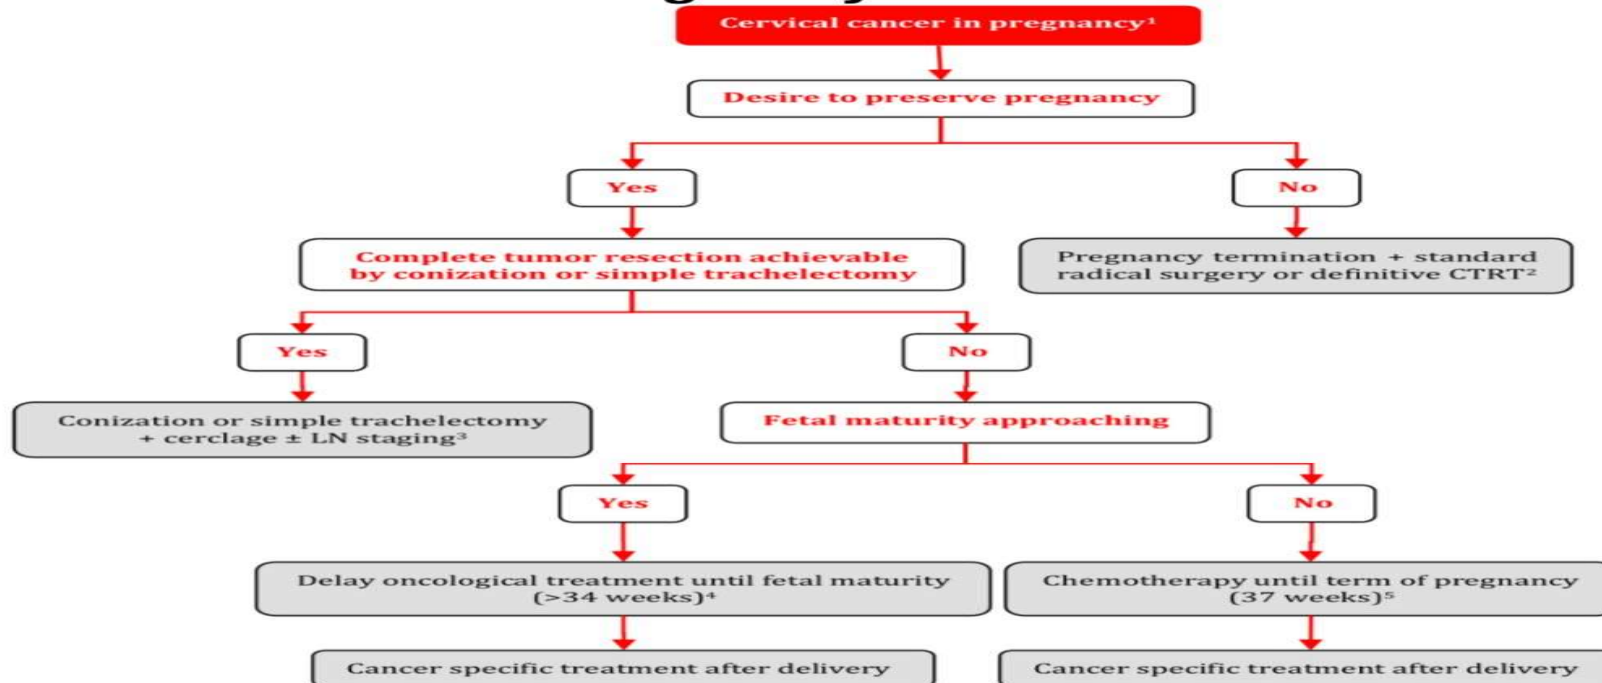 Cervical cancer in pregnancy¹
Desire to preserve pregnancy
Yes
No
Complete tumor resection achievable
by conization or simple trachelectomy
Pregnancy termination + standard
radical surgery or definitive CTRT²
Yes
No
Conization or simple trachelectomy
+ cerclage ± LN staging³
Fetal maturity approaching
Yes
No
Delay oncological treatment until fetal maturity
(>34 weeks)⁴
Chemotherapy until term of pregnancy
(37 weeks)⁵
Cancer specific treatment after delivery
Cancer specific treatment after delivery